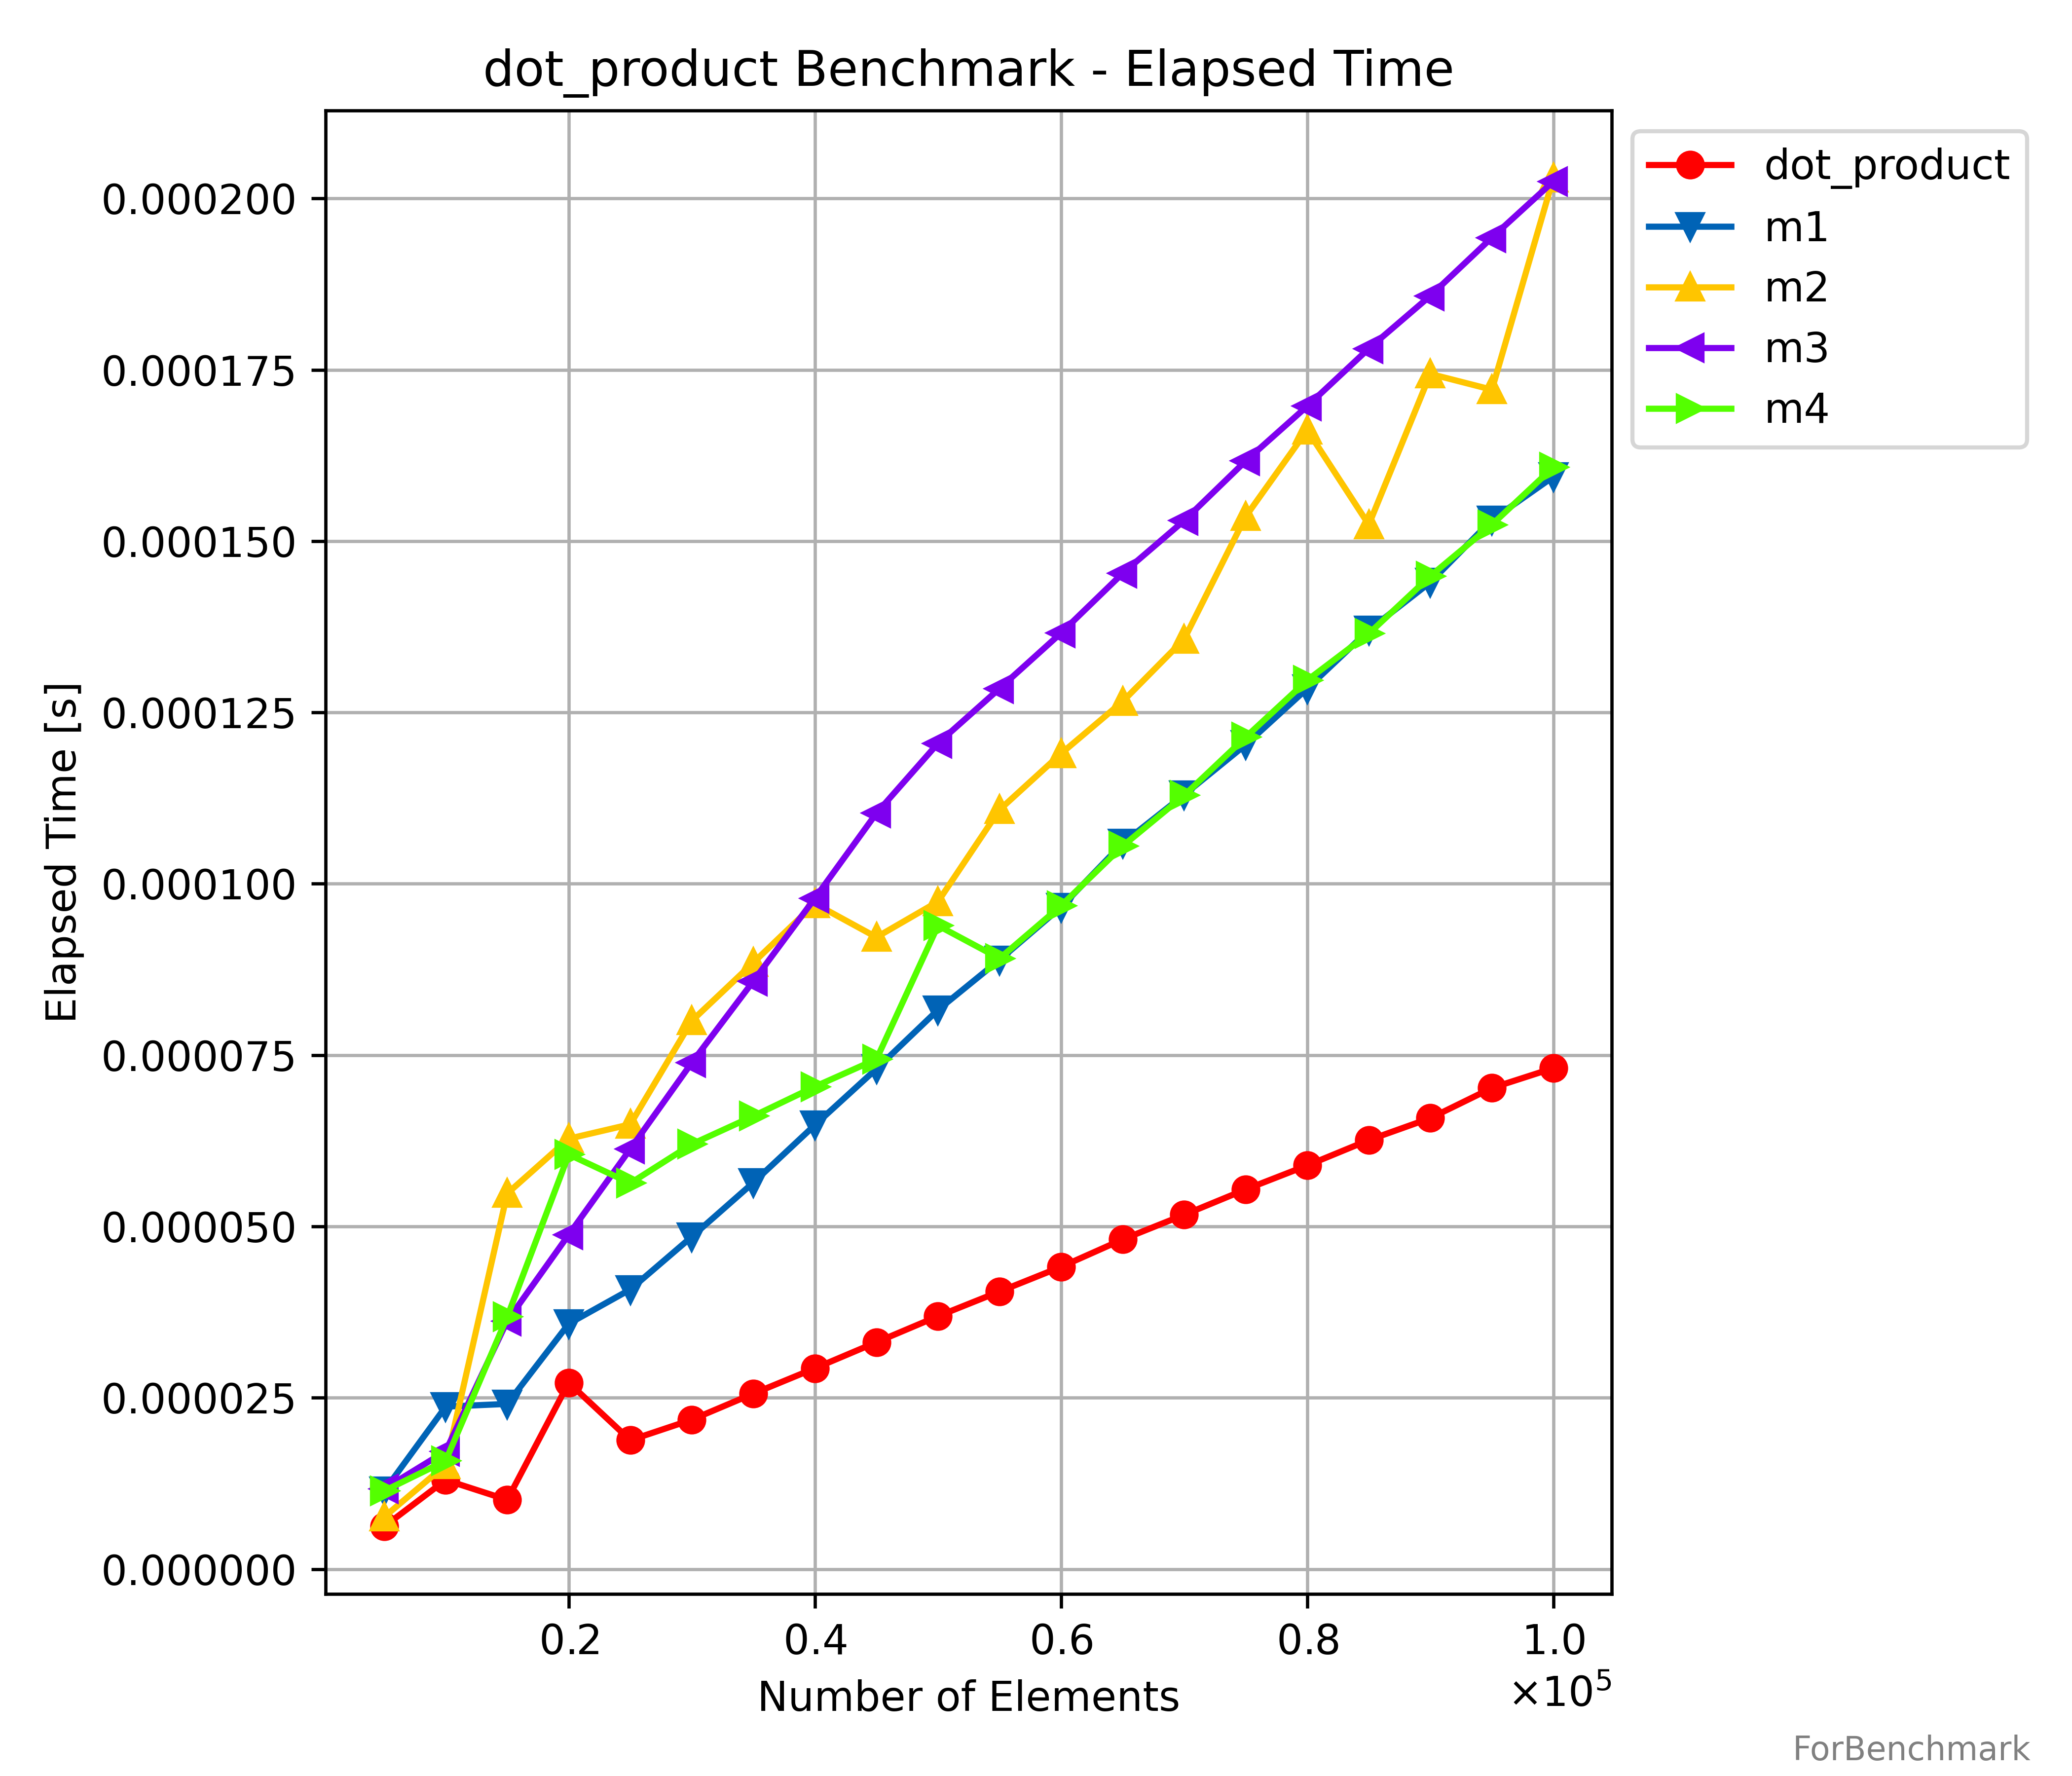 dot_product Benchmark - Elapsed Time
dot_product
m1
m2
m3
m4
Elapsed Time [s]
0.000200
0.000175
0.000150
0.000125
0.000100
0.000075
0.000050
0.000025
0.000000
0.2 0.4 0.6 0.8 1.0
×10⁵
Number of Elements
ForBenchmark